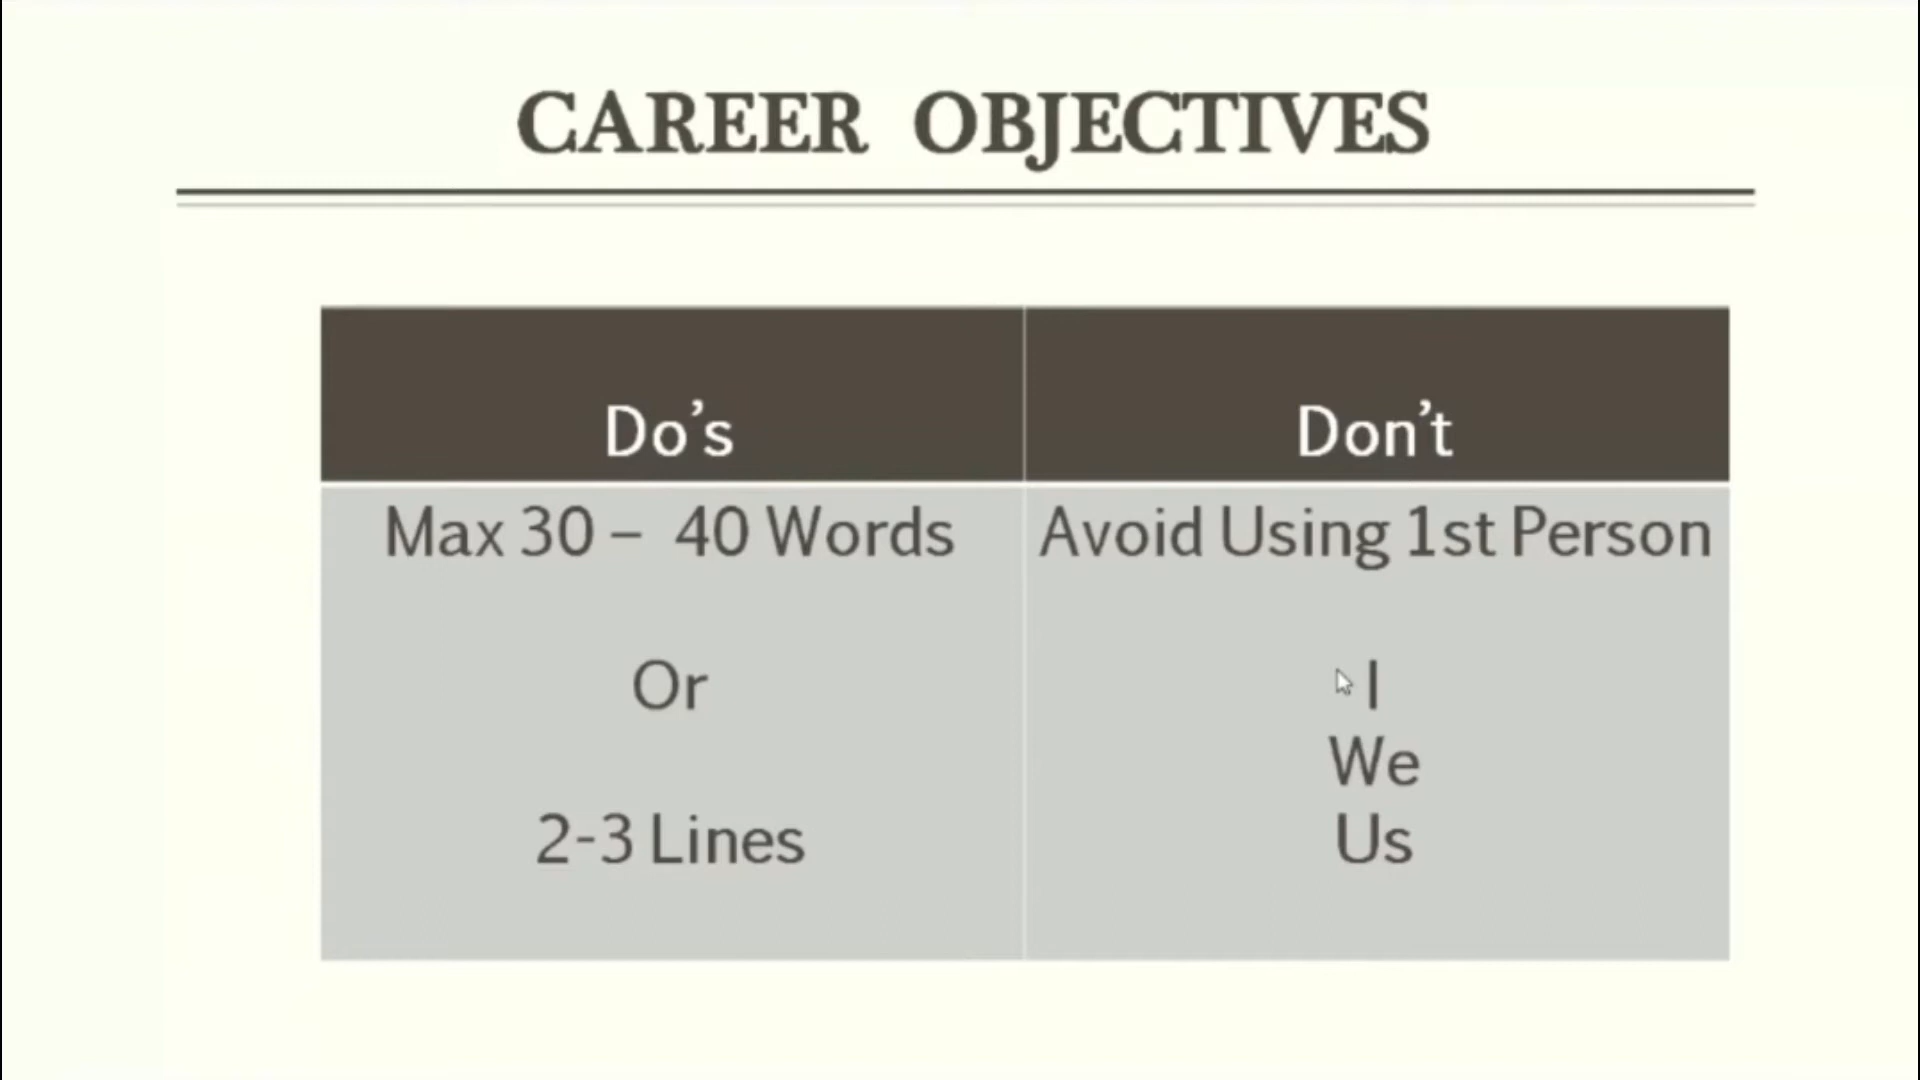 CAREER OBJECTIVES
Do's
Don't
Max 30 – 40 Words
Or
2-3 Lines
Avoid Using 1st Person
I
We
Us